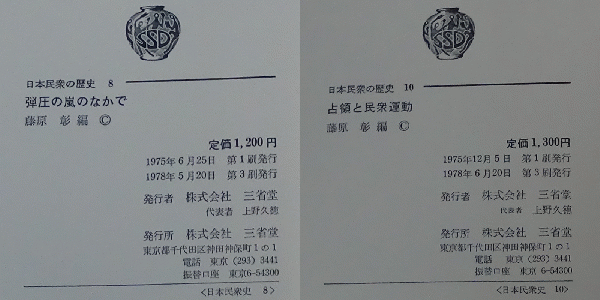 SSD
日本民衆の歴史 8
弾圧の嵐のなかで
藤原 彰編 ©
定価1,200円
1975年6月25日 第1刷発行
1978年5月20日 第3刷発行
発行者 株式会社 三省堂
代表者 上野久徳
発行所 株式会社 三省堂
東京都千代田区神田神保町1の1
電話 東京(293)3441
振替口座 東京6-54300
<日本民衆史 8>
SSD
日本民衆の歴史 10
占領と民衆運動
藤原 彰編 ©
定価1,300円
1975年12月5日 第1刷発行
1978年6月20日 第3刷発行
発行者 株式会社 三省堂
代表者 上野久徳
発行所 株式会社 三省堂
東京都千代田区神田神保町1の1
電話 東京(293)3441
振替口座 東京6-54300
<日本民衆史 10>